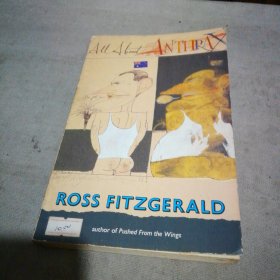 All About ANTHRAX
ROSS FITZGERALD
author of Pushed From the Wings